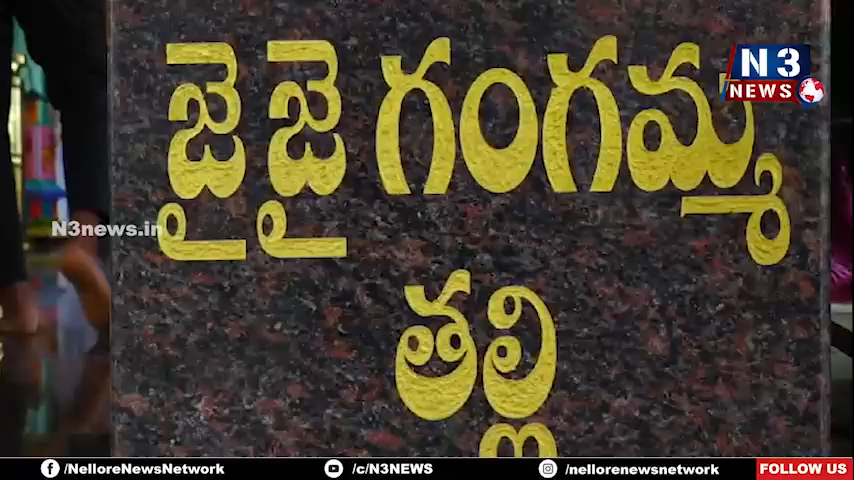 జై జై గంగమ్మ
తల్లి
N3
NEWS
N3news.in
/NelloreNewsNetwork
/c/N3NEWS
/nellorenewsnetwork
FOLLOW US